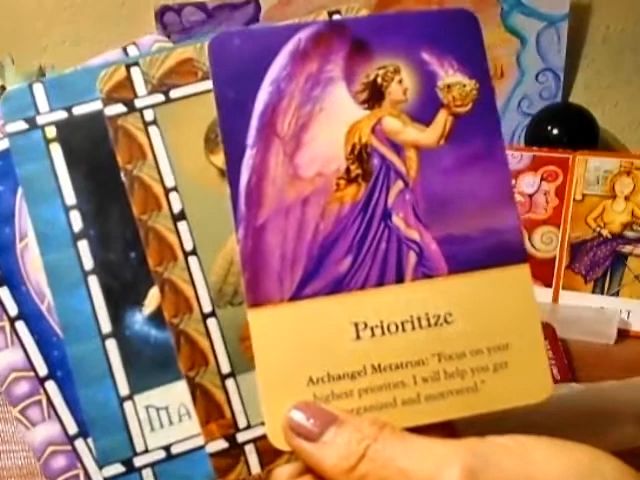 Prioritize
Archangel Metatron: "Focus on your
highest priorities. I will help you get
organized and motivated."
MA